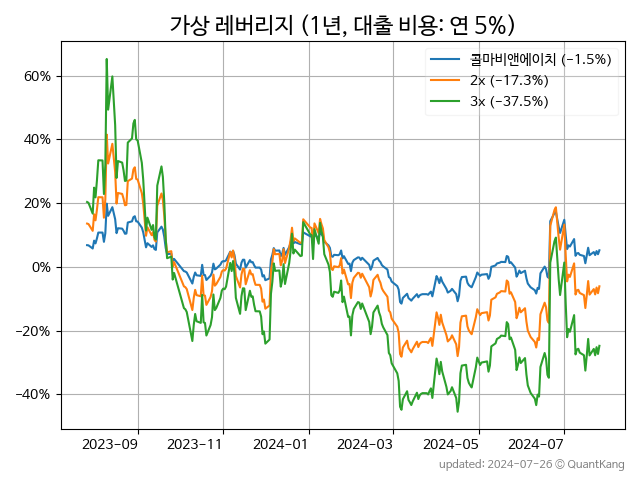 가상 레버리지 (1년, 대출 비용: 연 5%)
콜마비앤에이치 (−1.5%)
2x (−17.3%)
3x (−37.5%)
60%
40%
20%
0%
−20%
−40%
2023-09
2023-11
2024-01
2024-03
2024-05
2024-07
updated: 2024-07-26 © QuantKang